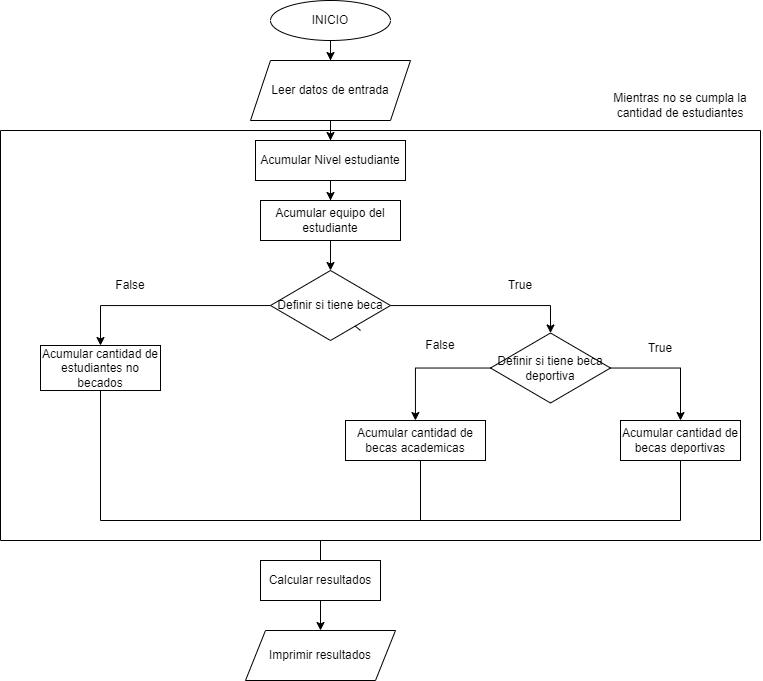 INICIO
Leer datos de entrada
Mientras no se cumpla la
cantidad de estudiantes
Acumular Nivel estudiante
Acumular equipo del
estudiante
False
True
Definir si tiene beca
False
True
Acumular cantidad de
estudiantes no
becados
Definir si tiene beca
deportiva
Acumular cantidad de
becas academicas
Acumular cantidad de
becas deportivas
Calcular resultados
Imprimir resultados